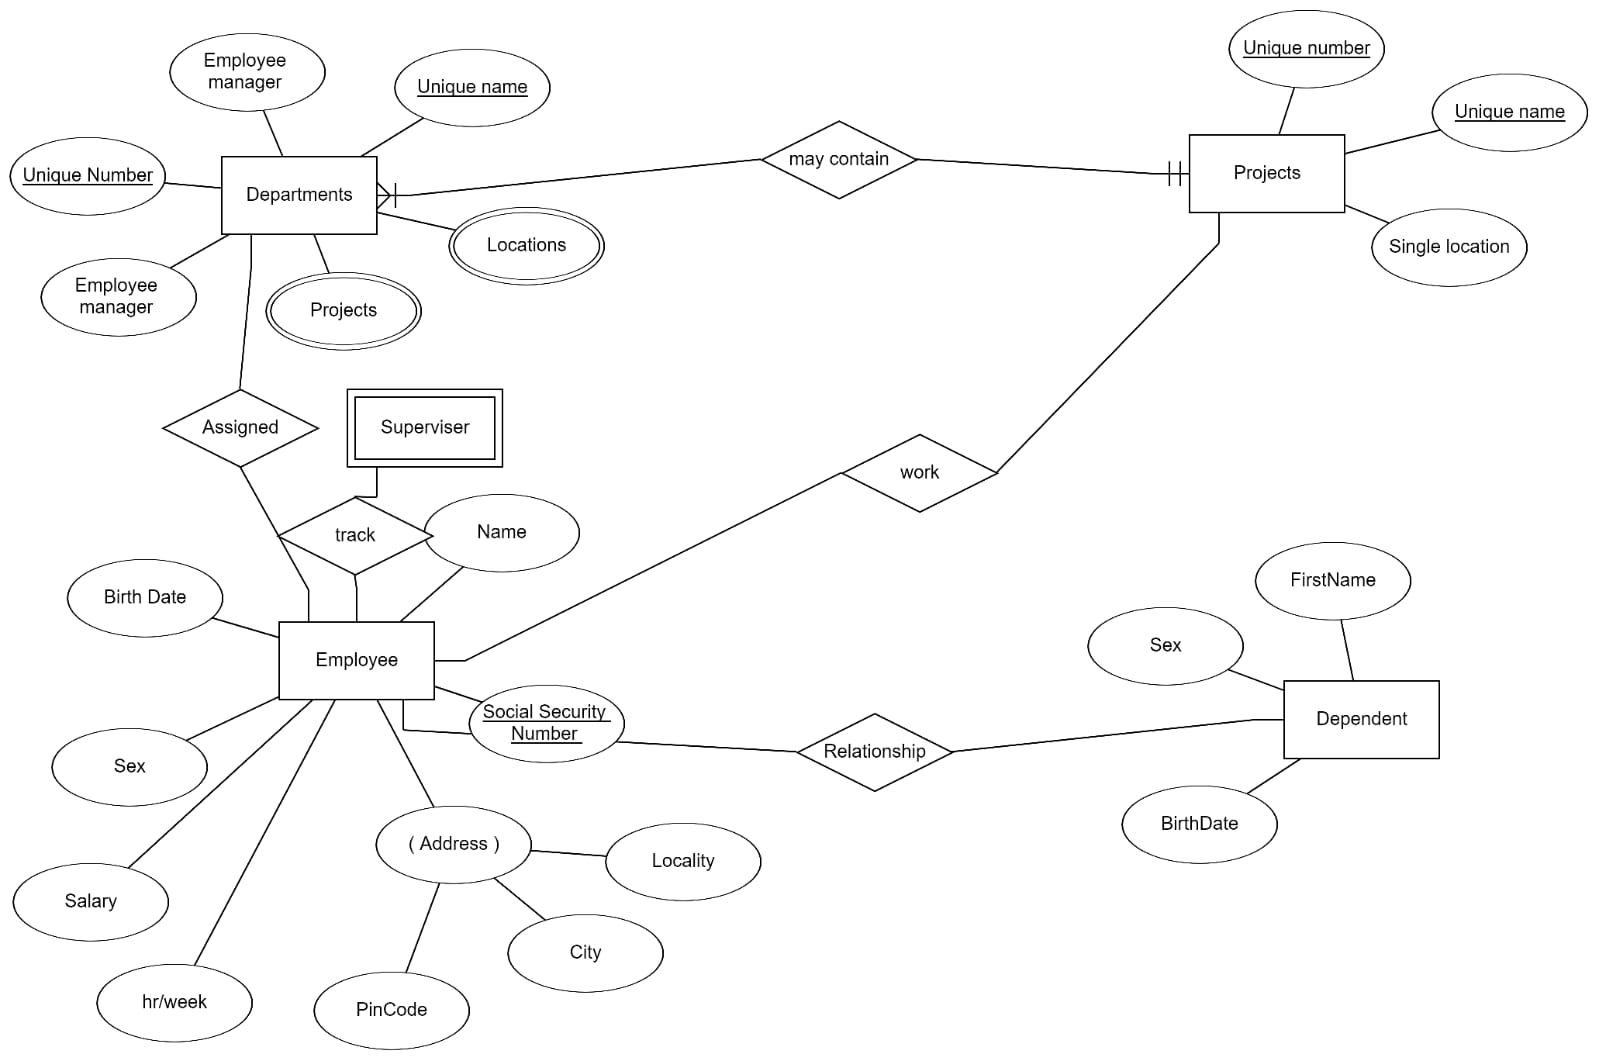 Unique number
Employee
manager
Unique name
Unique name
may contain
Unique Number
Departments
Projects
Locations
Single location
Employee
manager
Projects
Assigned
Superviser
work
Name
track
FirstName
Birth Date
Sex
Employee
Social Security
Number
Dependent
Relationship
Sex
BirthDate
( Address )
Locality
Salary
City
hr/week
PinCode